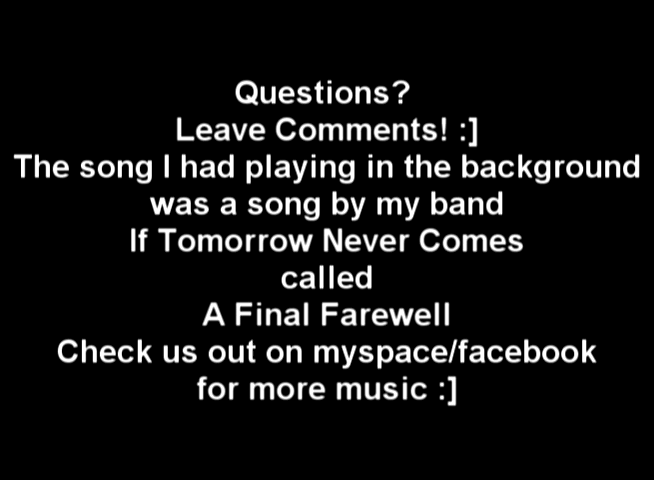 Questions?
Leave Comments! :]
The song I had playing in the background
was a song by my band
If Tomorrow Never Comes
called
A Final Farewell
Check us out on myspace/facebook
for more music :]